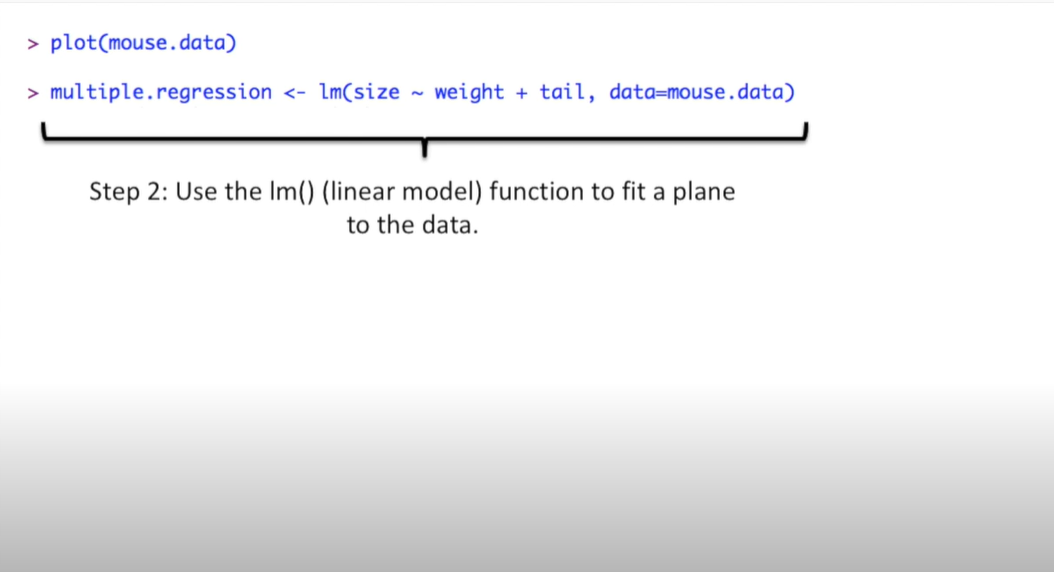 > plot(mouse.data)
> multiple.regression <- lm(size ~ weight + tail, data=mouse.data)
Step 2: Use the lm() (linear model) function to fit a plane
to the data.